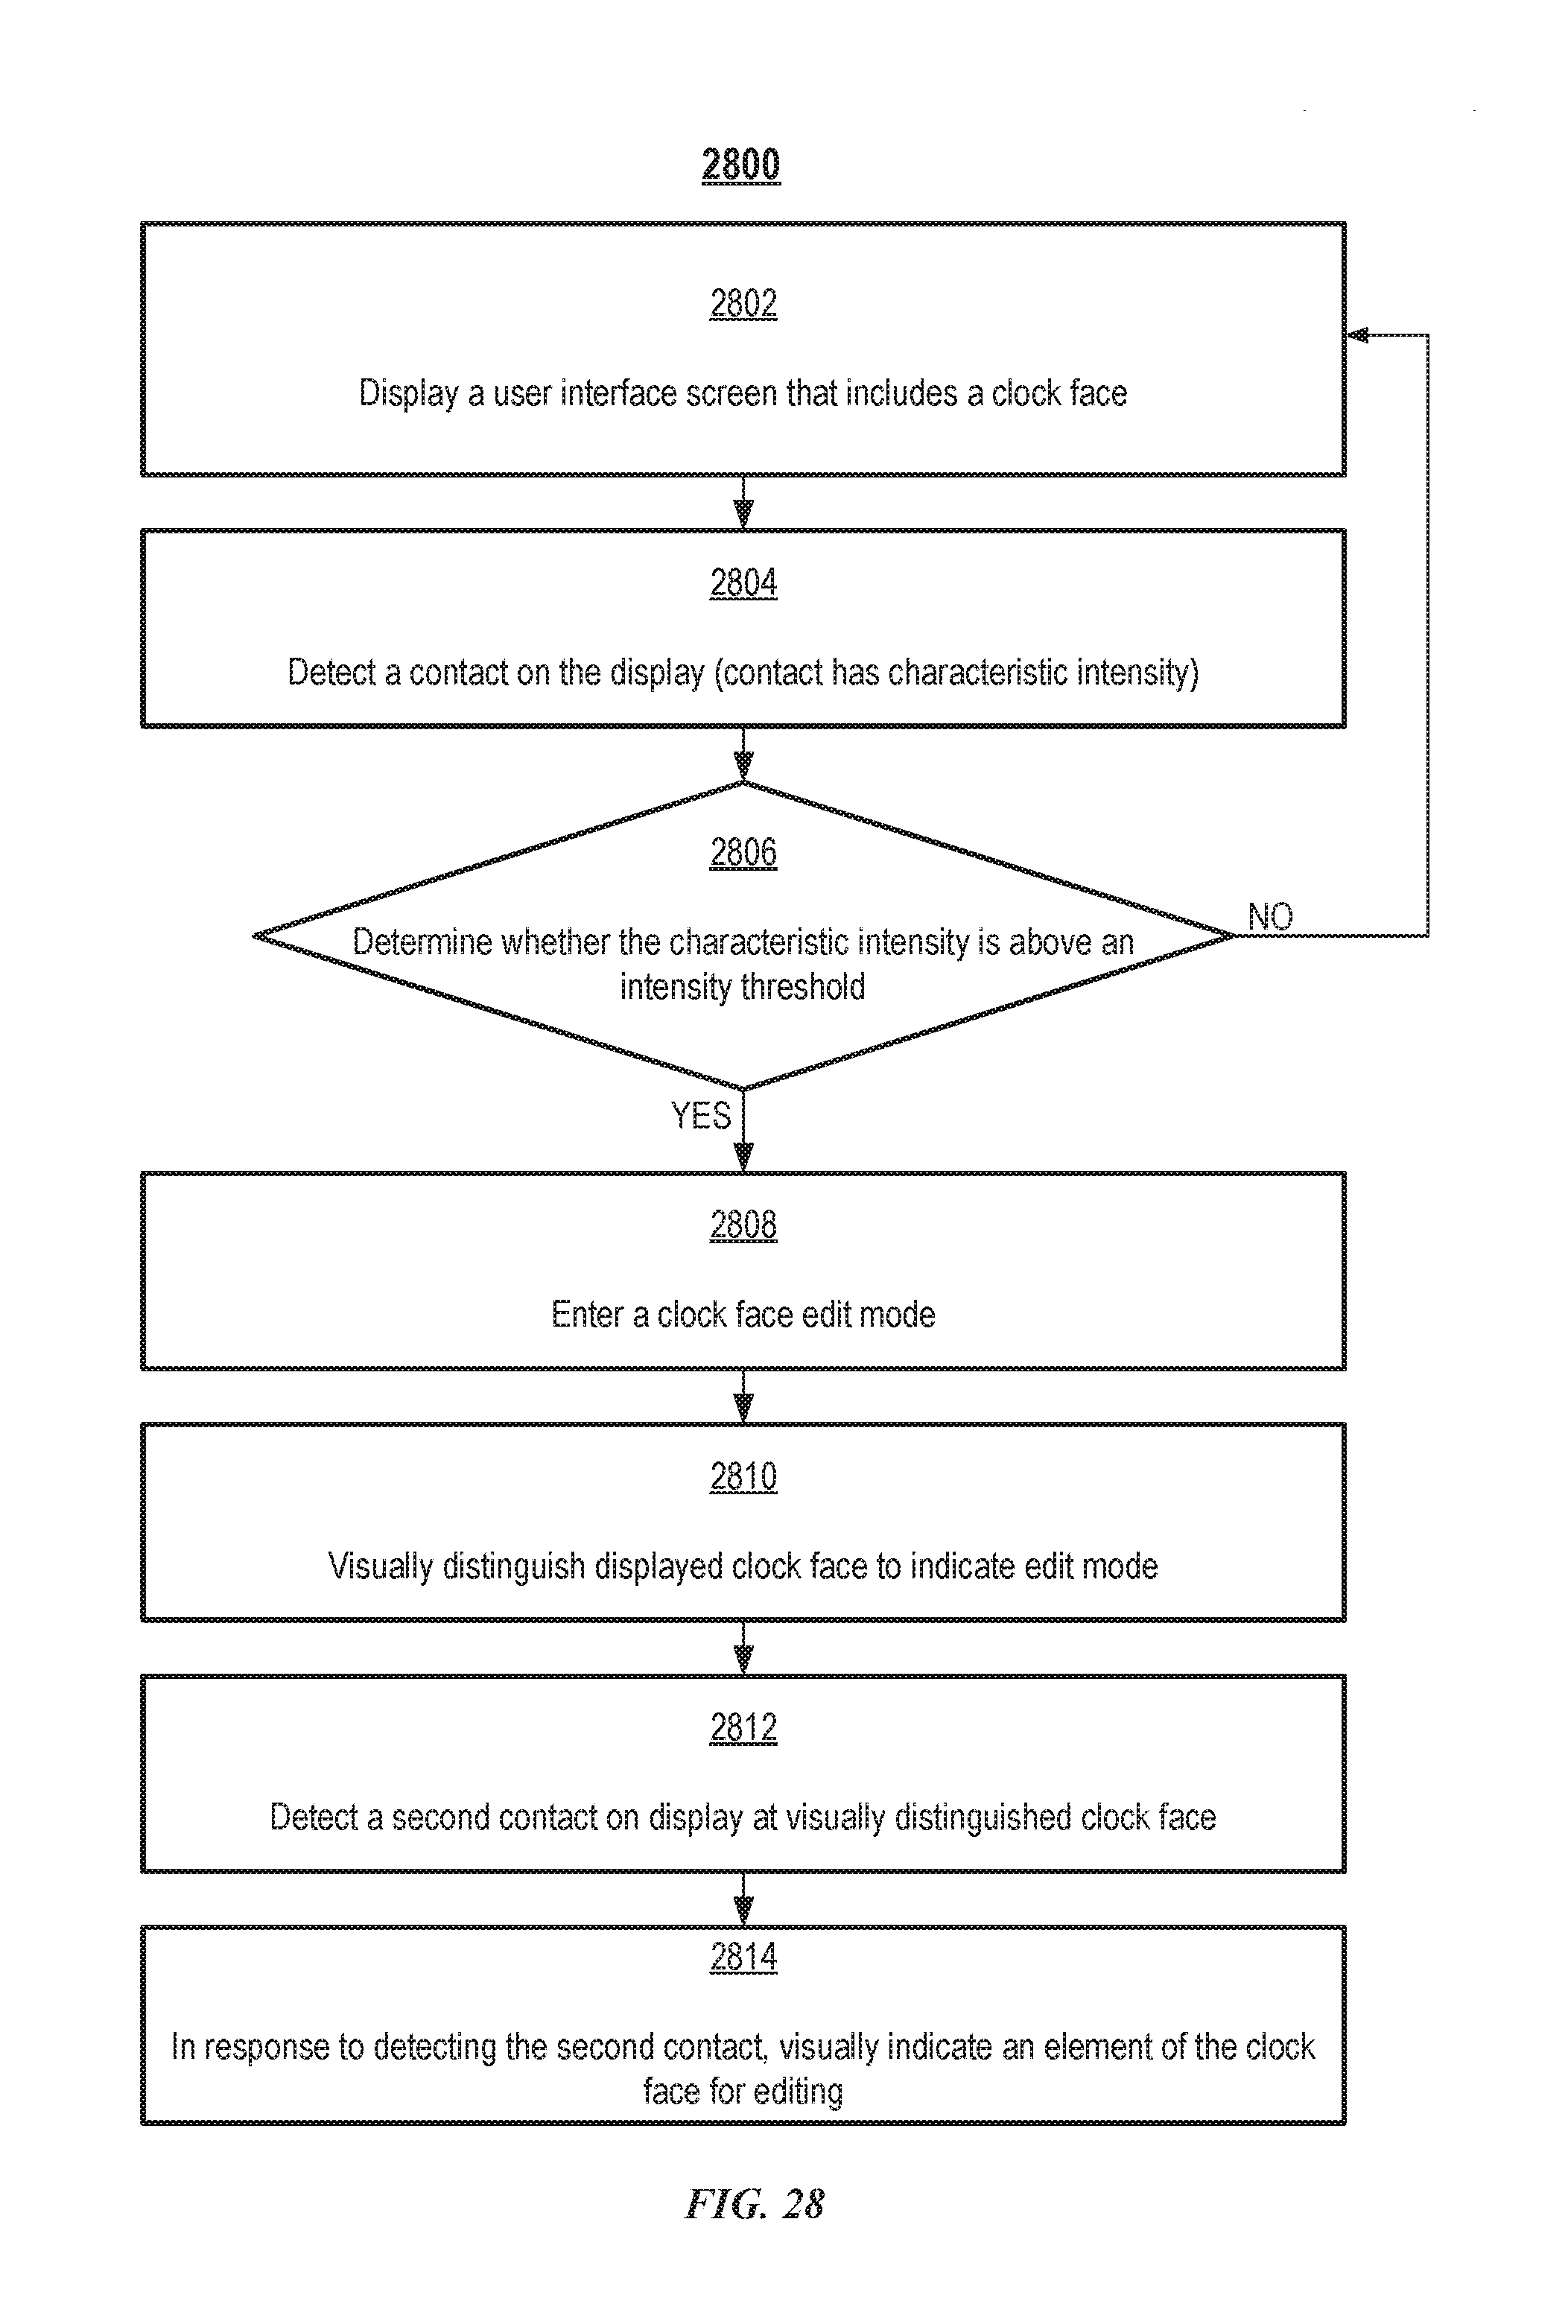 2800
2802
Display a user interface screen that includes a clock face
2804
Detect a contact on the display (contact has characteristic intensity)
2806
Determine whether the characteristic intensity is above an
intensity threshold
NO
YES
2808
Enter a clock face edit mode
2810
Visually distinguish displayed clock face to indicate edit mode
2812
Detect a second contact on display at visually distinguished clock face
2814
In response to detecting the second contact, visually indicate an element of the clock
face for editing
FIG. 28